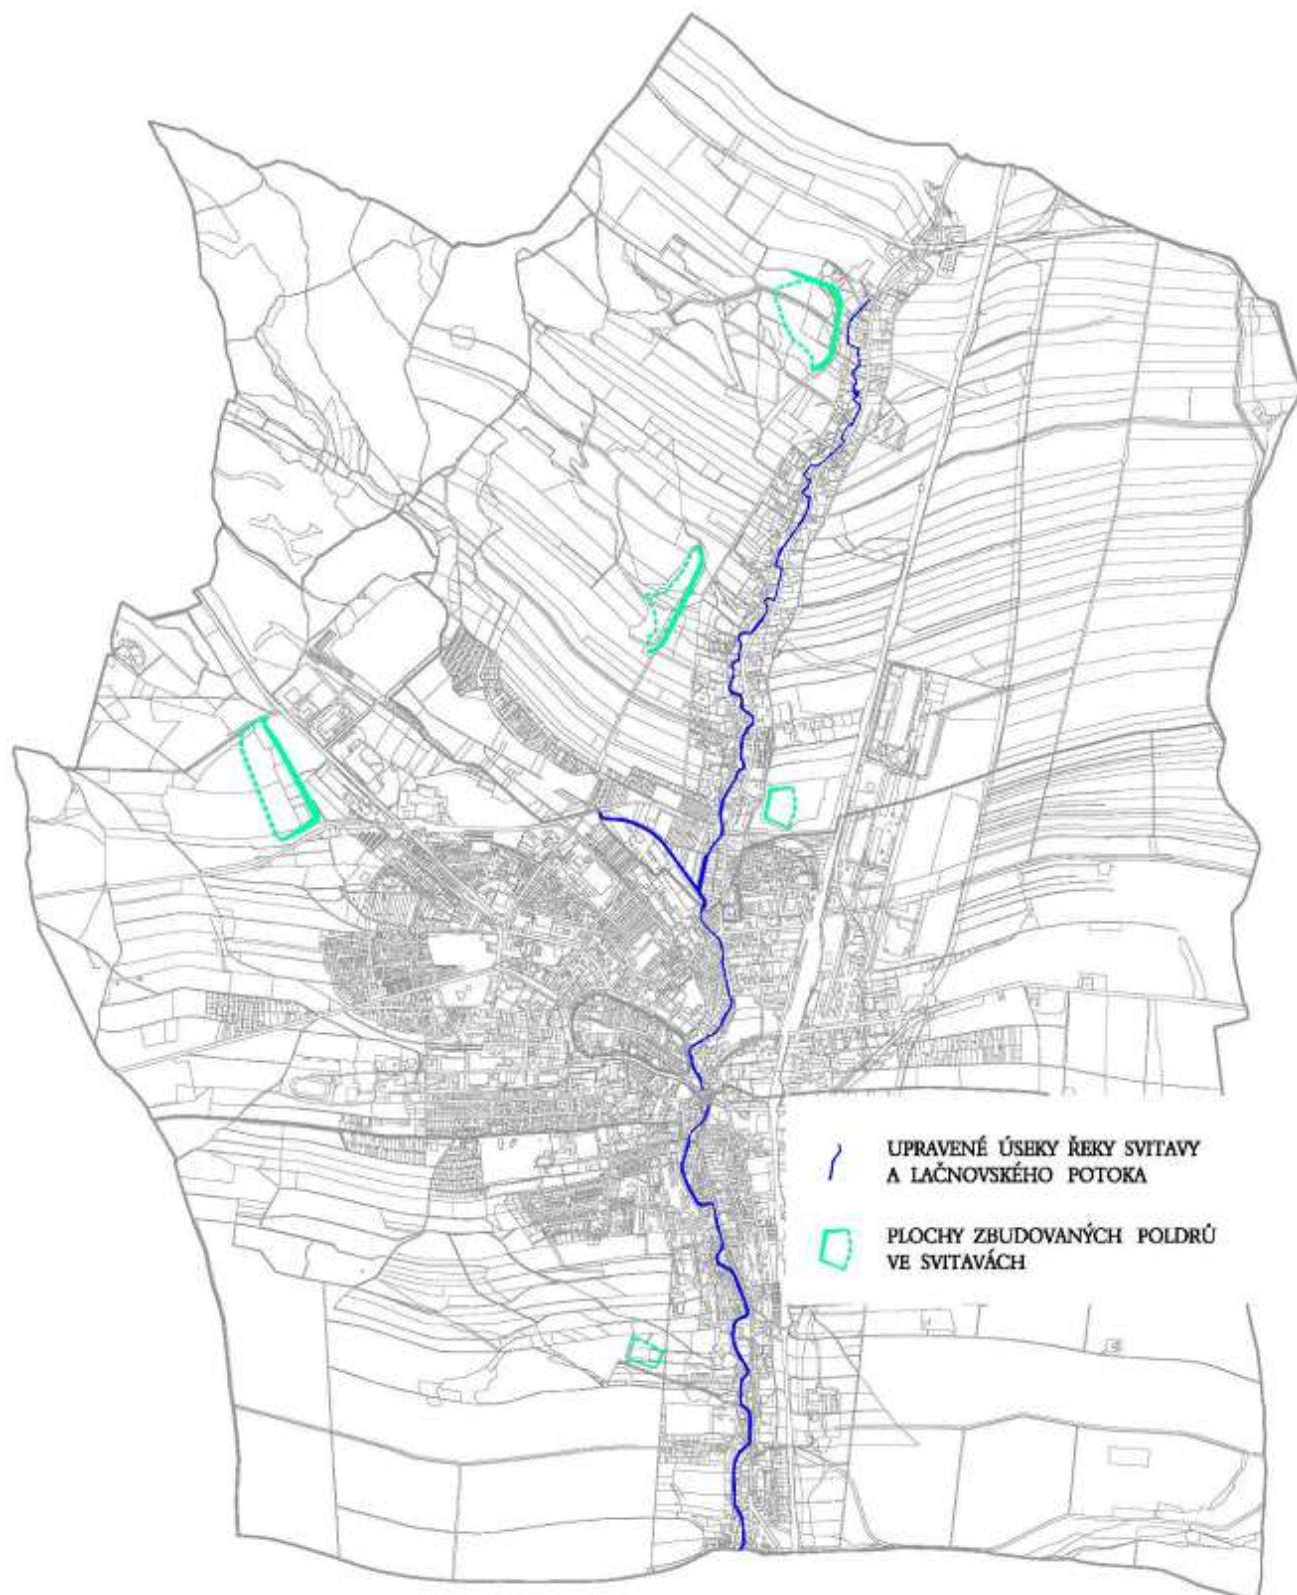 UPRAVENÉ ÚSEKY ŘEKY SVITAVY
A LAČNOVSKÉHO POTOKA
PLOCHY ZBUDOVANÝCH POLDRŮ
VE SVITAVÁCH